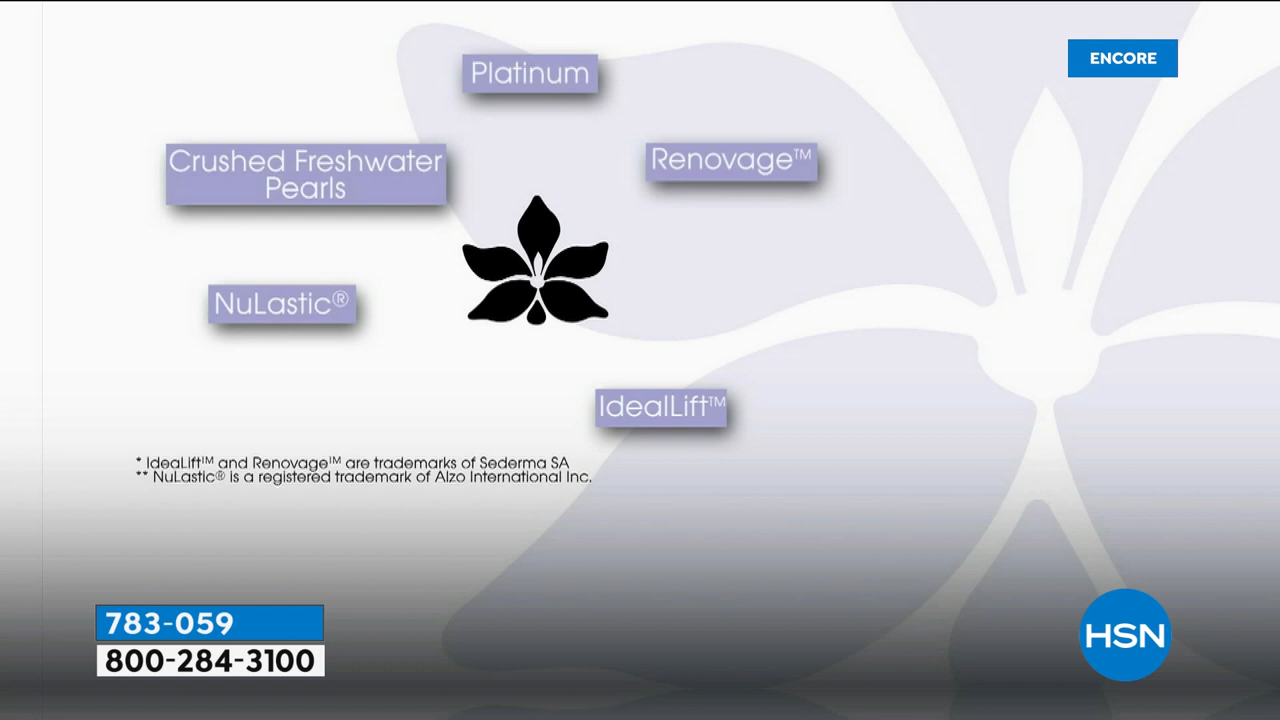 ENCORE
Platinum
Crushed Freshwater
Pearls
Renovage™
NuLastic®
IdealLift™
* IdeaLift™ and Renovage™ are trademarks of Sederma SA
** NuLastic® is a registered trademark of Alzo International Inc.
783-059
800-284-3100
HSN